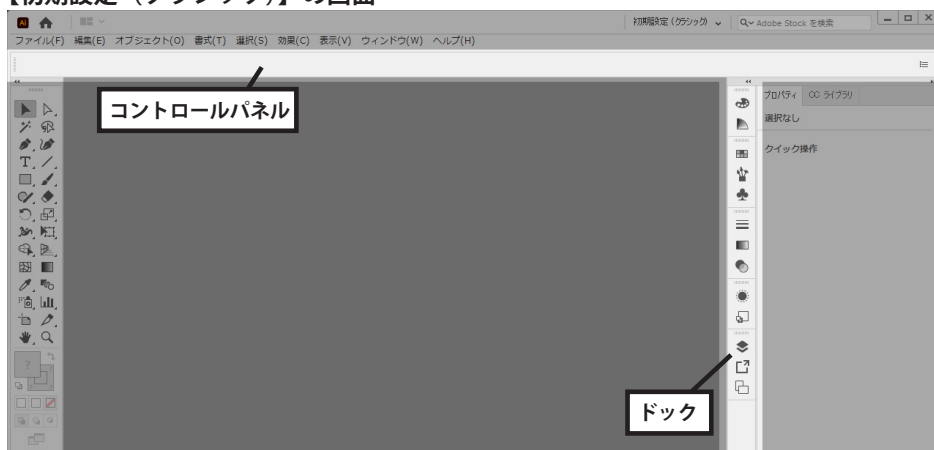 【初期設定（クラシック）】の画面
Ai
初期設定 (クラシック)
Adobe Stock を検索
ファイル(F) 編集(E) オブジェクト(O) 書式(T) 選択(S) 効果(C) 表示(V) ウィンドウ(W) ヘルプ(H)
コントロールパネル
プロパティ CC ライブラリ
選択なし
クイック操作
ドック